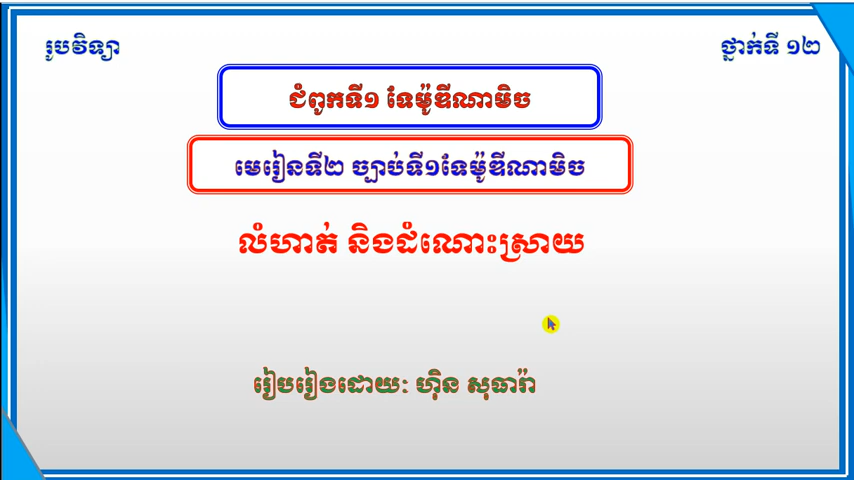 រូបវិទ្យា
ថ្នាក់ទី ១២
ជំពូកទី១ ទែម៉ូឌីណាមិច
មេរៀនទី២ ច្បាប់ទី១ទែម៉ូឌីណាមិច
លំហាត់ និងដំណោះស្រាយ
រៀបរៀងដោយៈ ហ៊ិន សុធារ៉ា